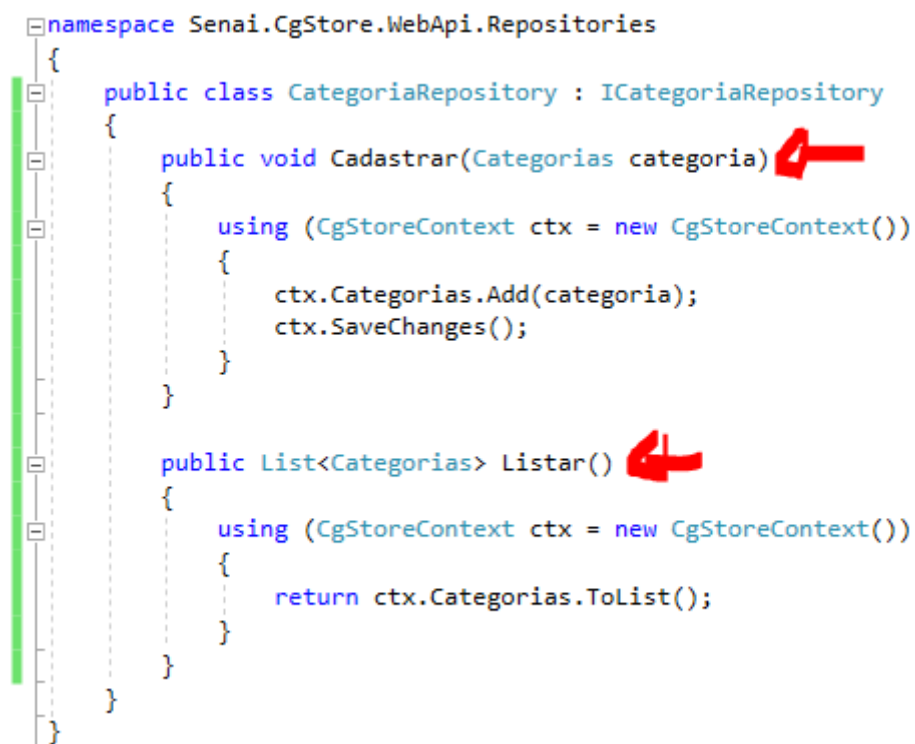 namespace Senai.CgStore.WebApi.Repositories
{
    public class CategoriaRepository : ICategoriaRepository
    {
        public void Cadastrar(Categorias categoria)
        {
            using (CgStoreContext ctx = new CgStoreContext())
            {
                ctx.Categorias.Add(categoria);
                ctx.SaveChanges();
            }
        }
        public List<Categorias> Listar()
        {
            using (CgStoreContext ctx = new CgStoreContext())
            {
                return ctx.Categorias.ToList();
            }
        }
    }
}